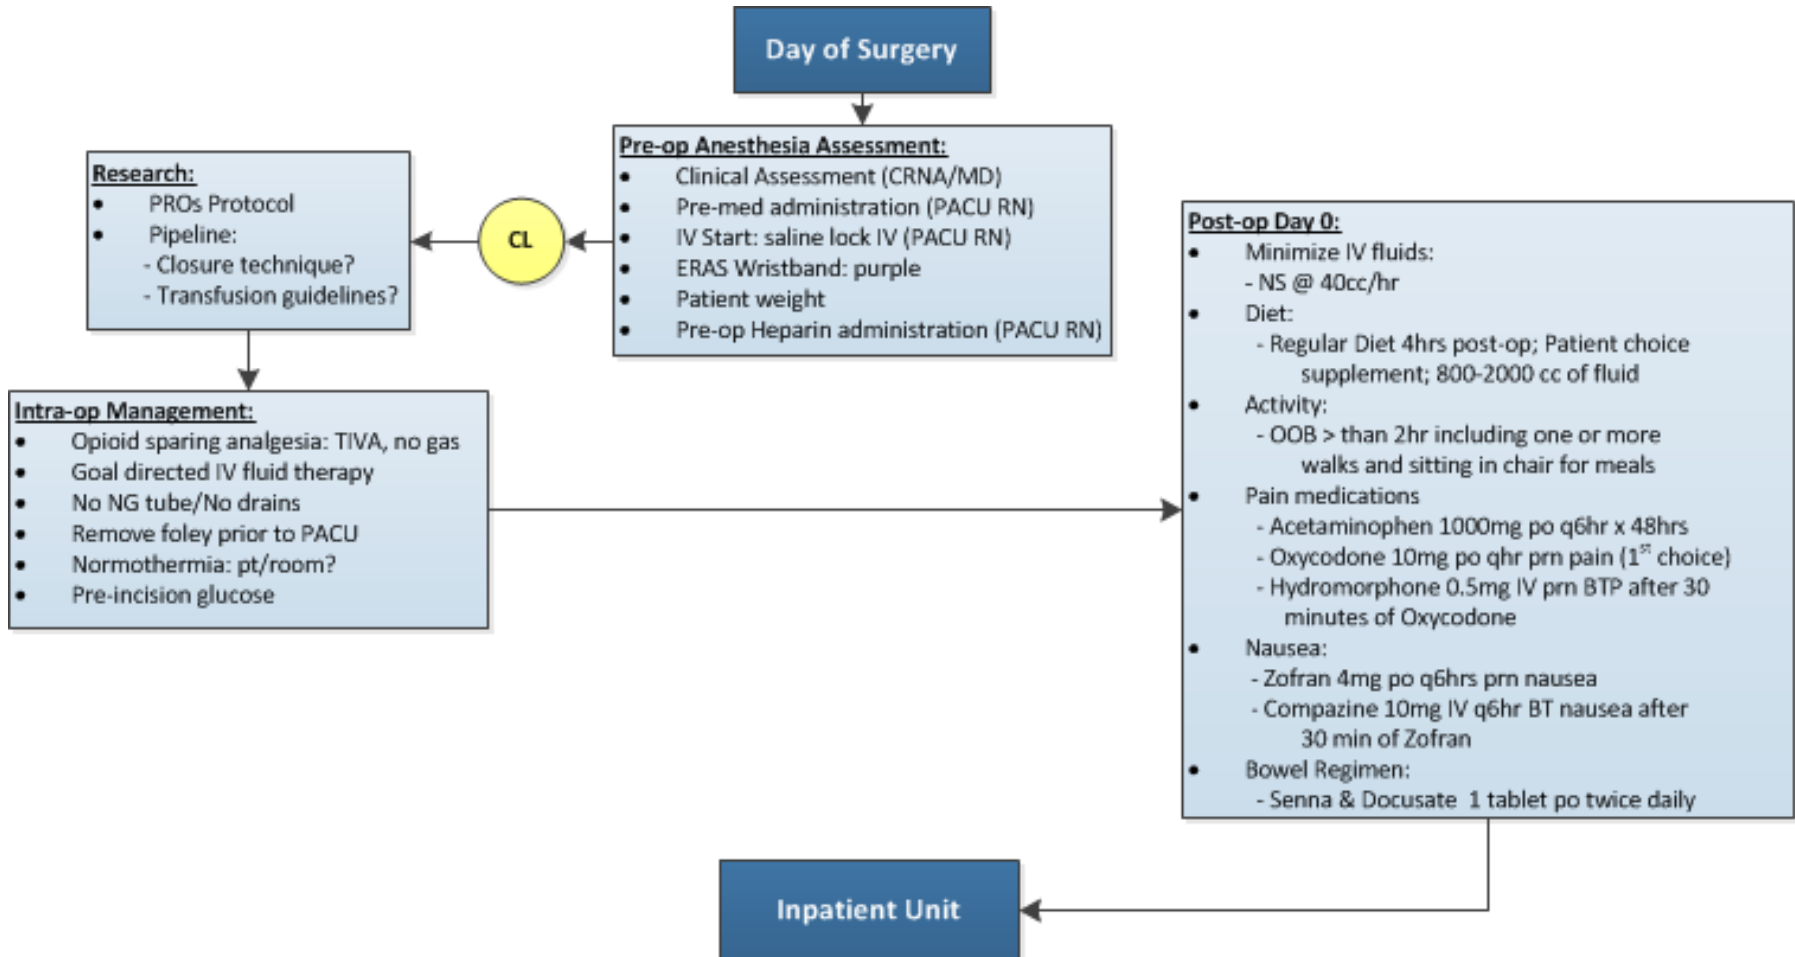 Day of Surgery
Pre-op Anesthesia Assessment:
• Clinical Assessment (CRNA/MD)
• Pre-med administration (PACU RN)
• IV Start: saline lock IV (PACU RN)
• ERAS Wristband: purple
• Patient weight
• Pre-op Heparin administration (PACU RN)
CL
Research:
• PROs Protocol
• Pipeline:
- Closure technique?
- Transfusion guidelines?
Intra-op Management:
• Opioid sparing analgesia: TIVA, no gas
• Goal directed IV fluid therapy
• No NG tube/No drains
• Remove foley prior to PACU
• Normothermia: pt/room?
• Pre-incision glucose
Post-op Day 0:
• Minimize IV fluids:
- NS @ 40cc/hr
• Diet:
- Regular Diet 4hrs post-op; Patient choice
supplement; 800-2000 cc of fluid
• Activity:
- OOB > than 2hr including one or more
walks and sitting in chair for meals
• Pain medications
- Acetaminophen 1000mg po q6hr x 48hrs
- Oxycodone 10mg po qhr prn pain (1st choice)
- Hydromorphone 0.5mg IV prn BTP after 30
minutes of Oxycodone
• Nausea:
- Zofran 4mg po q6hrs prn nausea
- Compazine 10mg IV q6hr BT nausea after
30 min of Zofran
• Bowel Regimen:
- Senna & Docusate 1 tablet po twice daily
Inpatient Unit